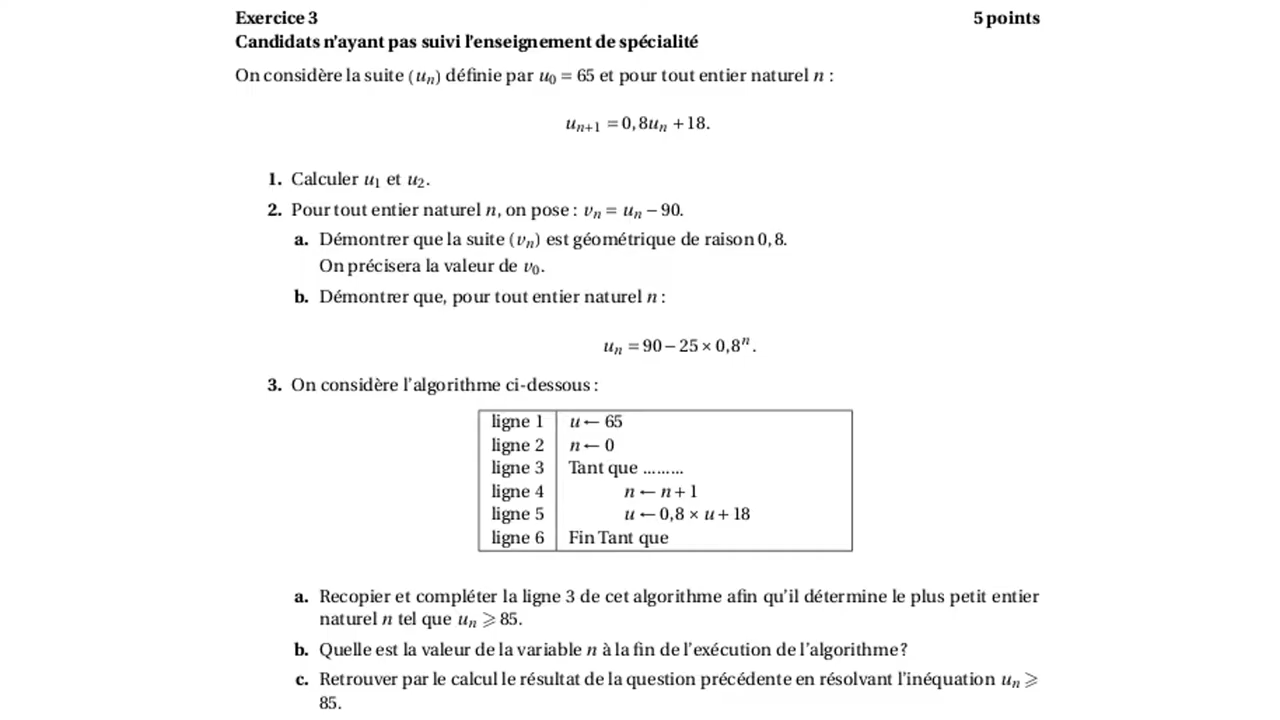 Exercice 3 5 points
Candidats n'ayant pas suivi l'enseignement de spécialité
On considère la suite (uₙ) définie par u₀ = 65 et pour tout entier naturel n :
uₙ₊₁ = 0,8uₙ + 18.
1. Calculer u₁ et u₂.
2. Pour tout entier naturel n, on pose : vₙ = uₙ − 90.
a. Démontrer que la suite (vₙ) est géométrique de raison 0,8.
On précisera la valeur de v₀.
b. Démontrer que, pour tout entier naturel n :
uₙ = 90 − 25 × 0,8ⁿ.
3. On considère l'algorithme ci-dessous :
ligne 1 u ← 65
ligne 2 n ← 0
ligne 3 Tant que .........
ligne 4 n ← n + 1
ligne 5 u ← 0,8 × u + 18
ligne 6 Fin Tant que
a. Recopier et compléter la ligne 3 de cet algorithme afin qu'il détermine le plus petit entier
naturel n tel que uₙ ⩾ 85.
b. Quelle est la valeur de la variable n à la fin de l'exécution de l'algorithme ?
c. Retrouver par le calcul le résultat de la question précédente en résolvant l'inéquation uₙ ⩾
85.